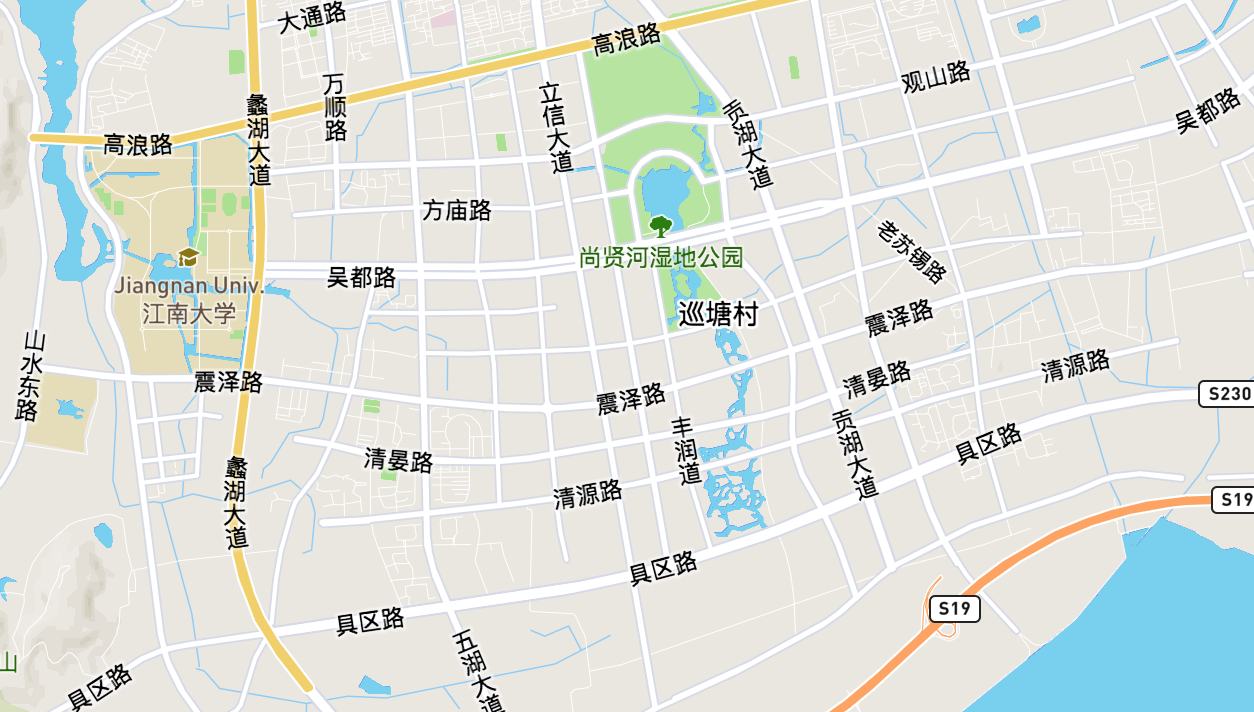 大通路
高浪路
观山路
万顺路
立信大道
蠡湖大道
贡湖大道
吴都路
高浪路
方庙路
老苏锡路
尚贤河湿地公园
吴都路
Jiangnan Univ.
江南大学
巡塘村
震泽路
山水东路
震泽路
清晏路
清源路
震泽路
S230
丰润道
贡湖大道
清晏路
具区路
蠡湖大道
清源路
S19
具区路
S19
具区路
五湖大道
山
具区路